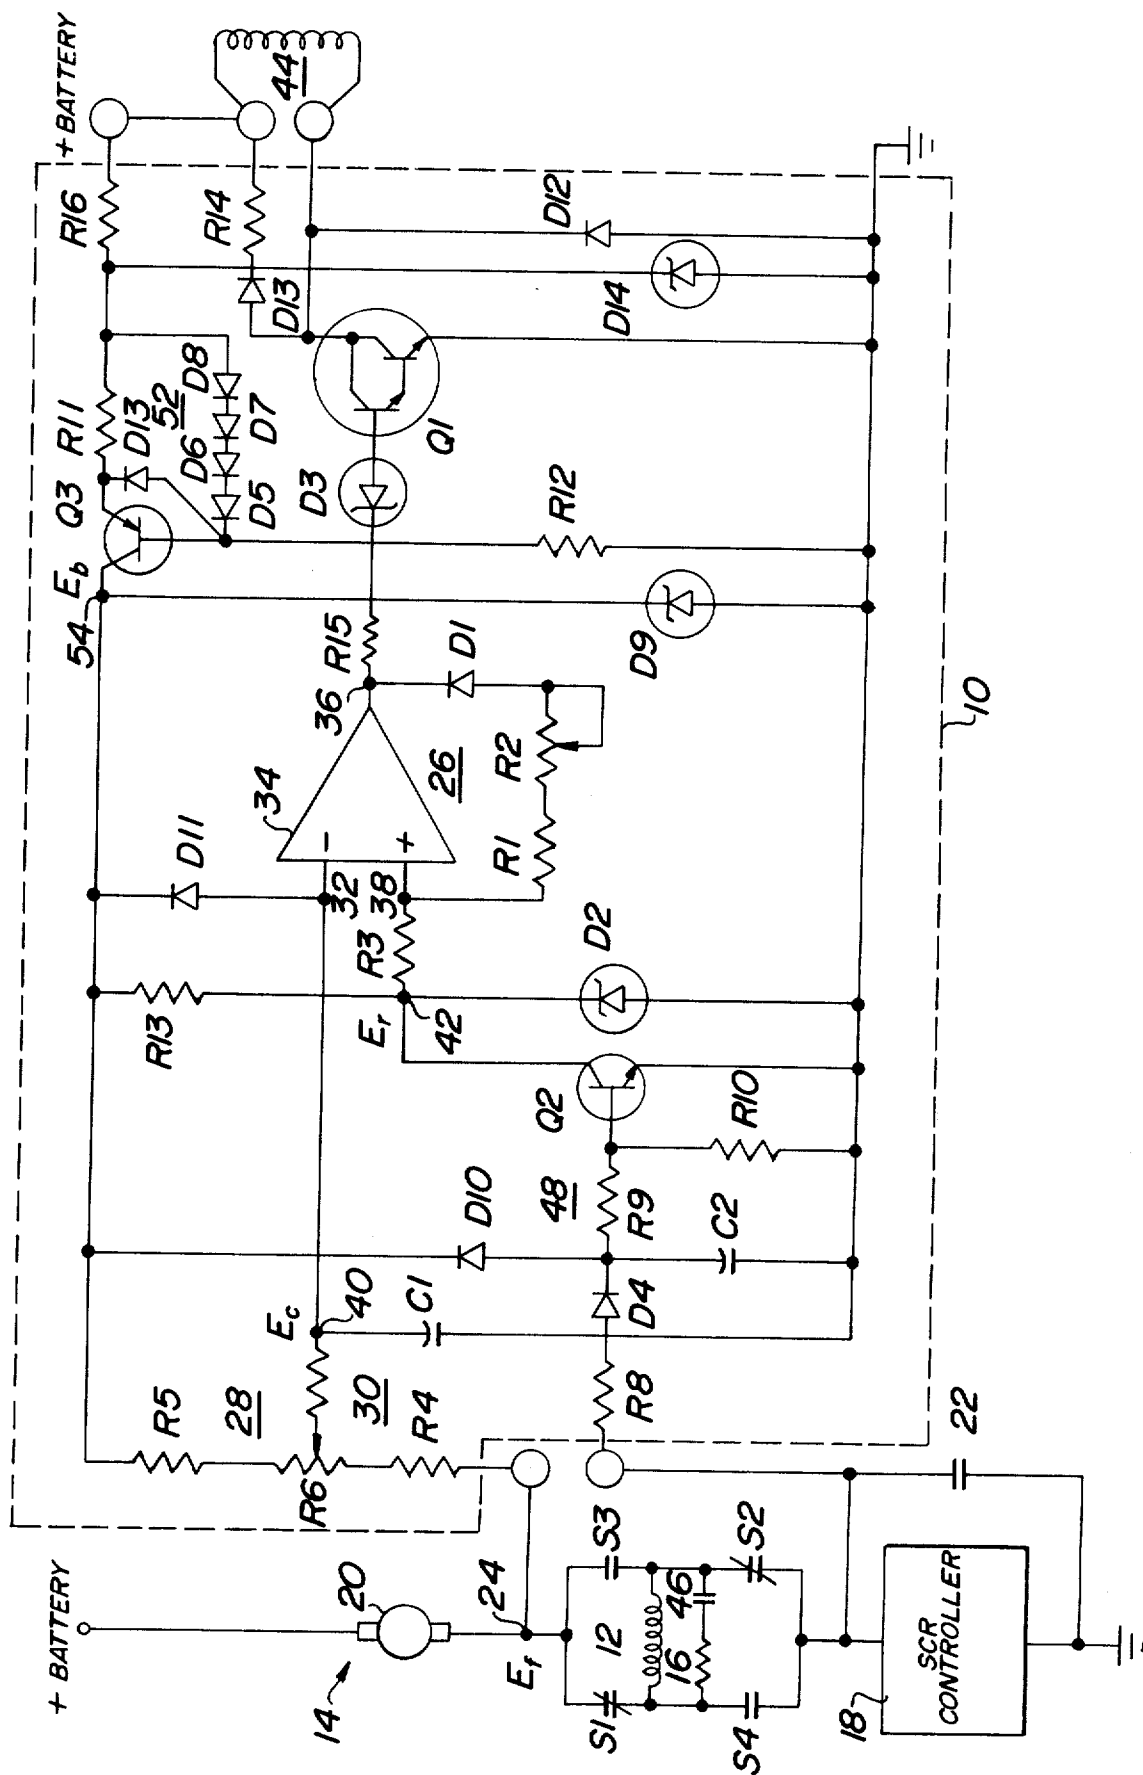 + BATTERY
44
+ BATTERY
R16
R14
D12
D13
D14
D8
D7
52
D13
D6
D5
R11
Q3
Q1
D3
R12
E_b
54
D9
R15
36
D1
10
34
26
R2
R1
D11
−
+
32
38
R3
D2
R13
E_r
42
Q2
R10
D10
48
R9
C2
E_c
40
C1
D4
R5
28
30
R4
R6
R8
22
+ BATTERY
20
14
24
E_f
S3
S1
12
16
46
S2
S4
18
SCR
CONTROLLER